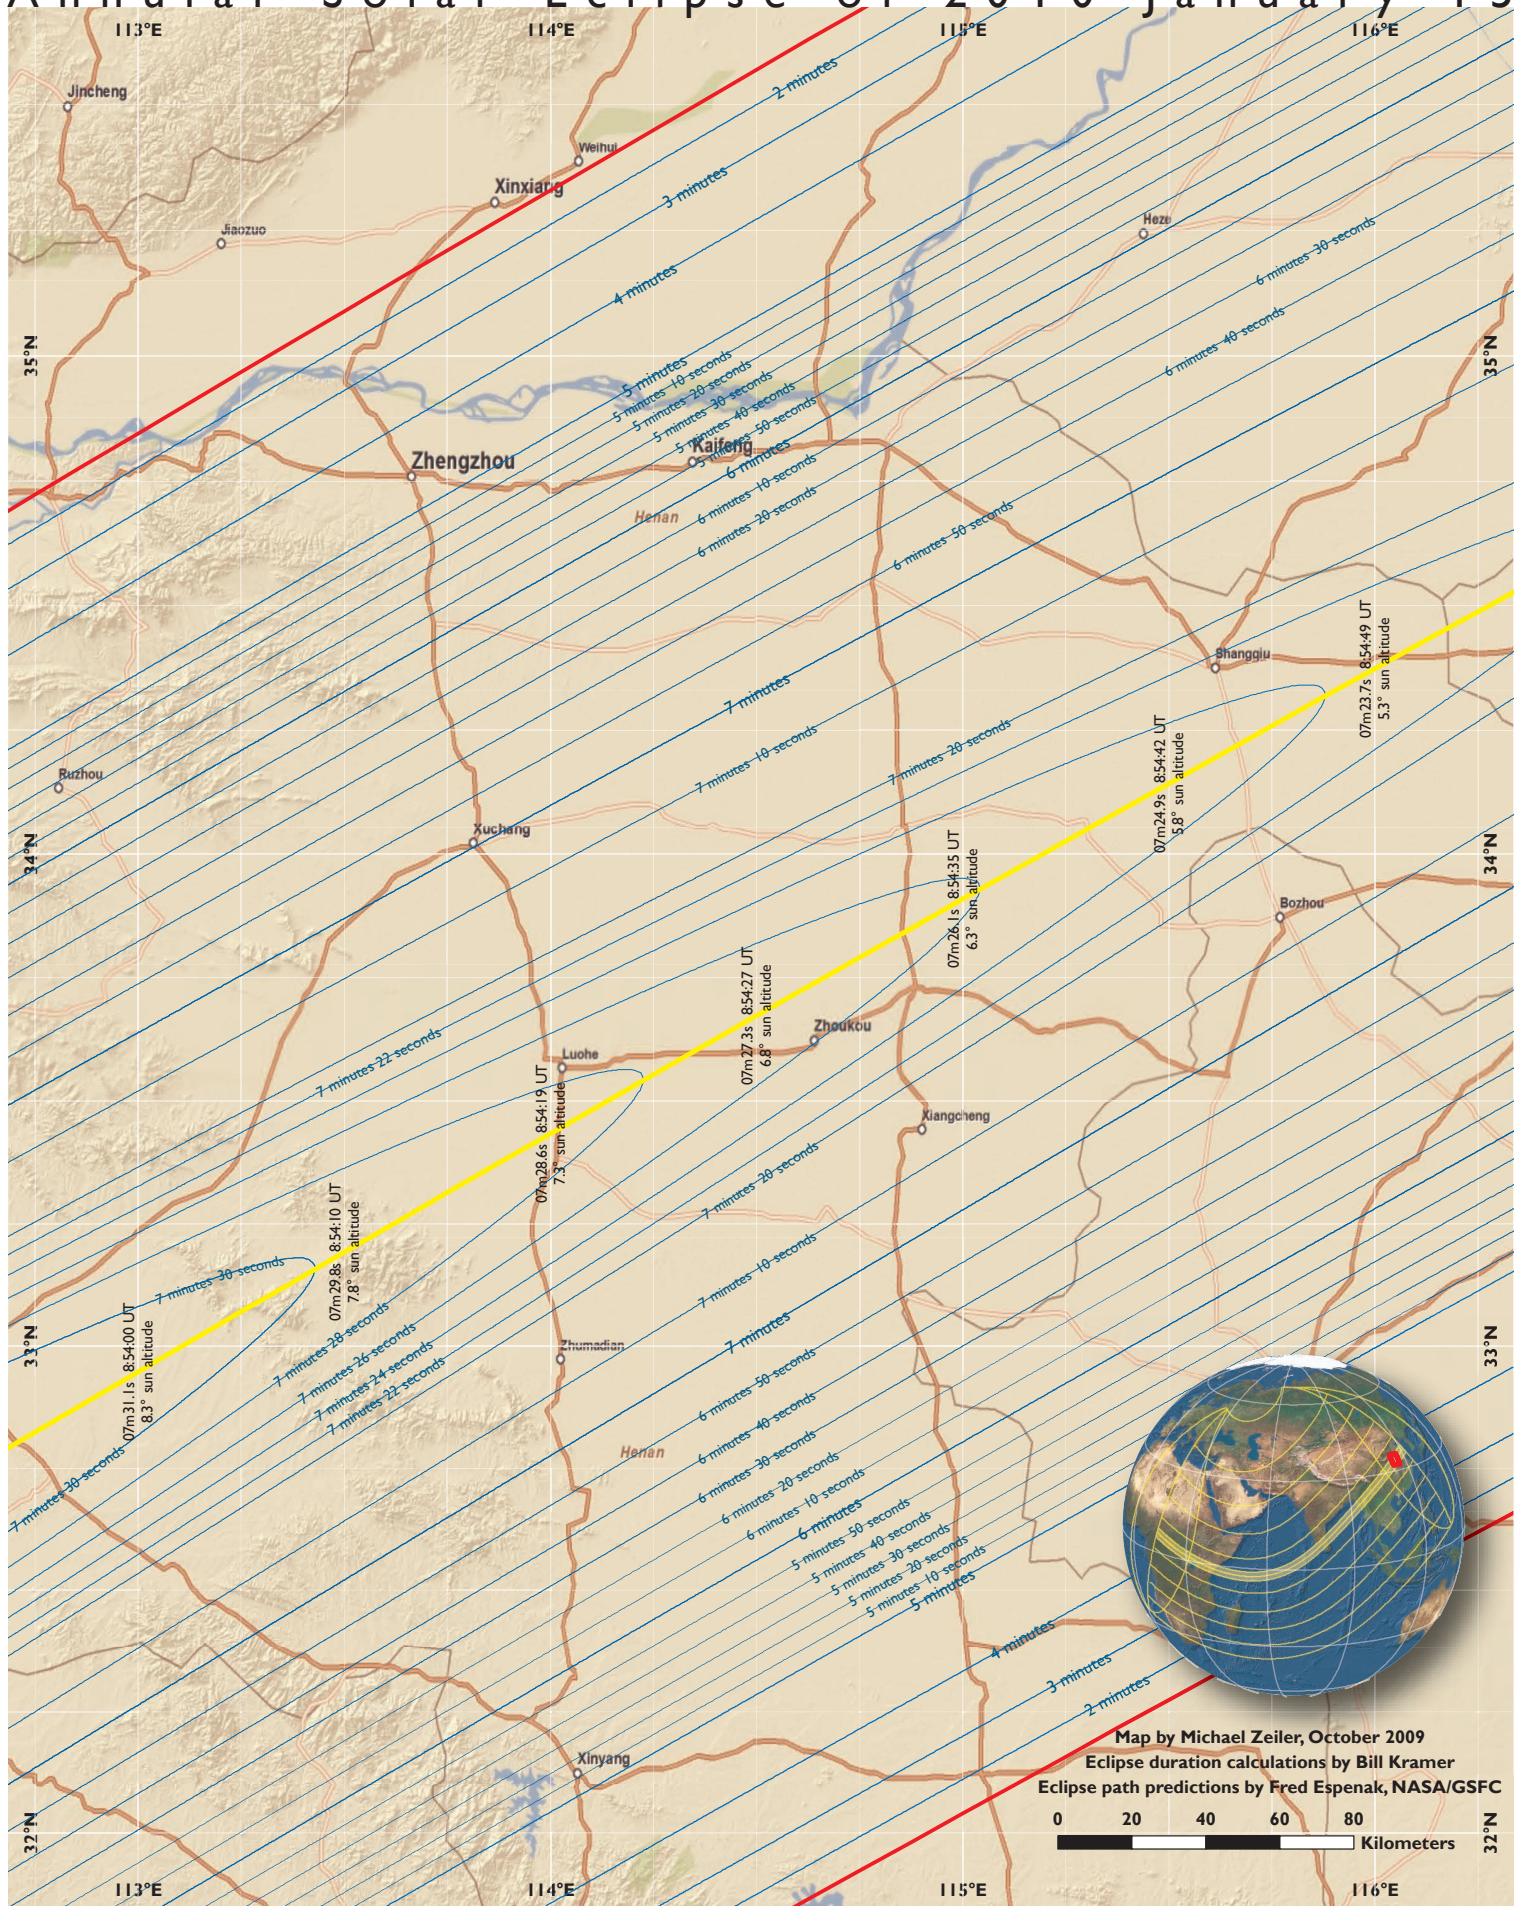 Annular Solar Eclipse of 2010 January 15
113°E
114°E
115°E
116°E
Jincheng
2 minutes
Weihui
Xinxiang
3 minutes
Jiaozuo
Heze
6 minutes 30 seconds
4 minutes
35°N
35°N
6 minutes 40 seconds
5 minutes
5 minutes 10 seconds
5 minutes 20 seconds
5 minutes 30 seconds
5 minutes 40 seconds
5 minutes 50 seconds
Kaifeng
6 minutes
Zhengzhou
6 minutes 10 seconds
Henan
6 minutes 20 seconds
6 minutes 50 seconds
Shangqiu
07m23.7s 8:54:49 UT
5.3° sun altitude
7 minutes
7 minutes 10 seconds
7 minutes 20 seconds
07m24.9s 8:54:42 UT
5.8° sun altitude
Ruzhou
Xuchang
34°N
34°N
07m26.1s 8:54:35 UT
6.3° sun altitude
Bozhou
07m27.3s 8:54:27 UT
6.8° sun altitude
Zhoukou
7 minutes 22 seconds
Luohe
07m28.6s 8:54:19 UT
7.3° sun altitude
Xiangcheng
7 minutes 20 seconds
07m29.8s 8:54:10 UT
7.8° sun altitude
7 minutes 30 seconds
7 minutes 10 seconds
07m31.1s 8:54:00 UT
8.3° sun altitude
33°N
33°N
7 minutes 28 seconds
7 minutes 26 seconds
7 minutes 24 seconds
7 minutes 22 seconds
Zhumadian
7 minutes
6 minutes 50 seconds
6 minutes 40 seconds
Henan
6 minutes 30 seconds
7 minutes 30 seconds
6 minutes 20 seconds
6 minutes 10 seconds
6 minutes
5 minutes 50 seconds
5 minutes 40 seconds
5 minutes 30 seconds
5 minutes 20 seconds
5 minutes 10 seconds
5 minutes
4 minutes
3 minutes
2 minutes
Xinyang
Map by Michael Zeiler, October 2009
Eclipse duration calculations by Bill Kramer
Eclipse path predictions by Fred Espenak, NASA/GSFC
0 20 40 60 80
Kilometers
32°N
32°N
113°E
114°E
115°E
116°E